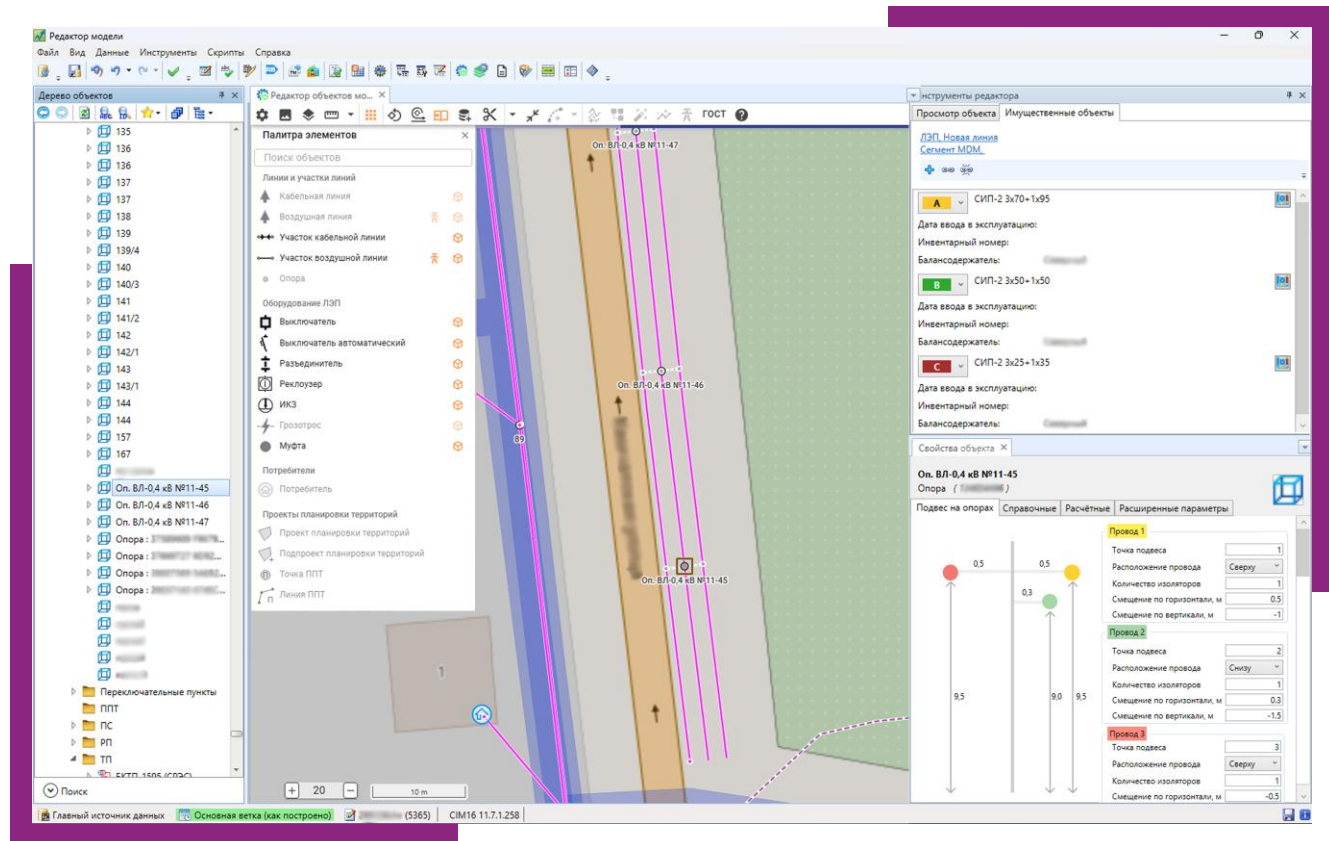 Редактор модели
Файл Вид Данные Инструменты Скрипты Справка
Дерево объектов
135
136
136
137
137
138
139
139/4
140
140/3
141
141/2
142
142/1
143
143/1
144
144
157
167
Оп. ВЛ-0,4 кВ №11-45
Оп. ВЛ-0,4 кВ №11-46
Оп. ВЛ-0,4 кВ №11-47
Опора :
Опора :
Опора :
Опора :
Переключательные пункты
ППТ
ПС
РП
ТП
БКТП-1595 (СРЭС)
Поиск
Редактор объектов мо...
ГОСТ
Палитра элементов
Поиск объектов
Линии и участки линий
Кабельная линия
Воздушная линия
Участок кабельной линии
Участок воздушной линии
Опора
Оборудование ЛЭП
Выключатель
Выключатель автоматический
Разъединитель
Реклоузер
ИКЗ
Грозотрос
Муфта
Потребители
Потребитель
Проекты планировки территорий
Проект планировки территорий
Подпроект планировки территорий
Точка ППТ
Линия ППТ
Оп. ВЛ-0,4 кВ №11-47
Оп. ВЛ-0,4 кВ №11-46
89
Оп. ВЛ-0,4 кВ №11-45
1
20
10 m
нструменты редактора
Просмотр объекта Имущественные объекты
ЛЭП, Новая линия
Сегмент MDM,
A СИП-2 3x70+1x95
Дата ввода в эксплуатацию:
Инвентарный номер:
Балансодержатель:
B СИП-2 3x50+1x50
Дата ввода в эксплуатацию:
Инвентарный номер:
Балансодержатель:
C СИП-2 3x25+1x35
Дата ввода в эксплуатацию:
Инвентарный номер:
Балансодержатель:
Свойства объекта
Оп. ВЛ-0,4 кВ №11-45
Опора
Подвес на опорах Справочные Расчётные Расширенные параметры
0,5 0,5
0,3
9,5 9,0 9,5
Провод 1
Точка подвеса 1
Расположение провода Сверху
Количество изоляторов 1
Смещение по горизонтали, м 0.5
Смещение по вертикали, м -1
Провод 2
Точка подвеса 2
Расположение провода Снизу
Количество изоляторов 1
Смещение по горизонтали, м 0.3
Смещение по вертикали, м -1.5
Провод 3
Точка подвеса 3
Расположение провода Сверху
Количество изоляторов 1
Смещение по горизонтали, м -0.5
Главный источник данных Основная ветка (как построено) (5365) CIM16 11.7.1.258